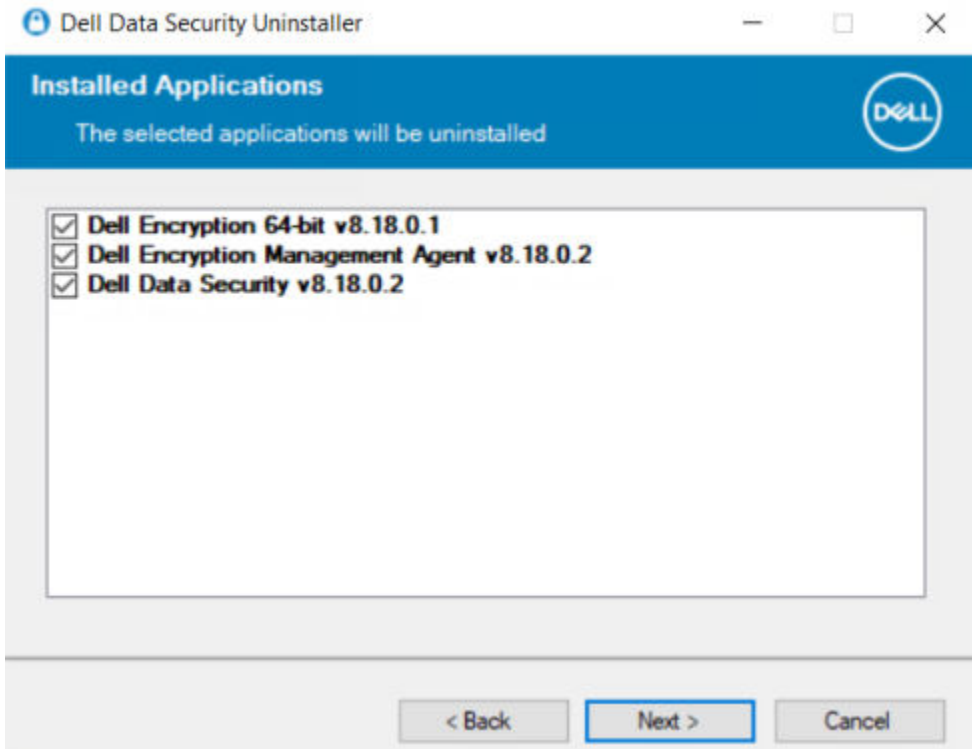 Dell Data Security Uninstaller
Installed Applications
The selected applications will be uninstalled
DELL
Dell Encryption 64-bit v8.18.0.1
Dell Encryption Management Agent v8.18.0.2
Dell Data Security v8.18.0.2
< Back Next > Cancel